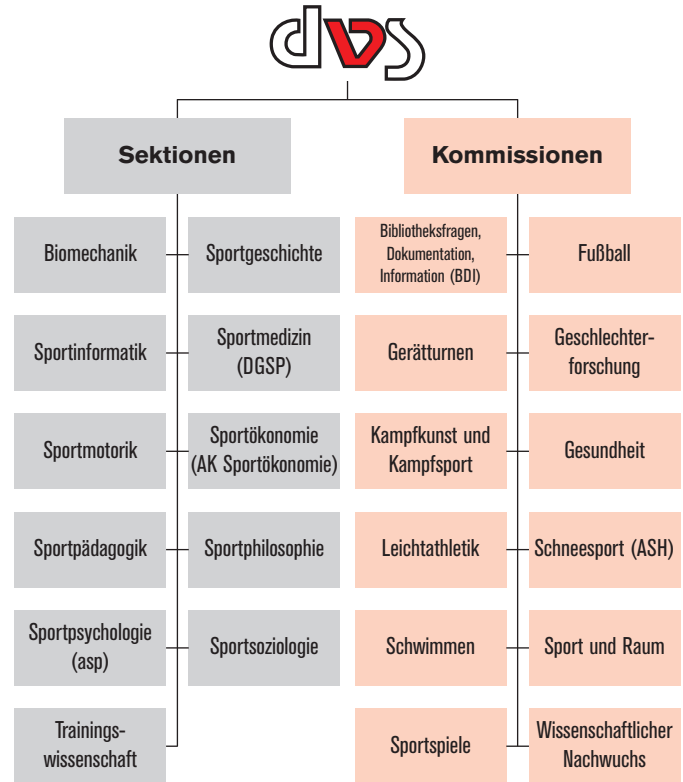 dvs
Sektionen
Kommissionen
Biomechanik
Sportgeschichte
Bibliotheksfragen,
Dokumentation,
Information (BDI)
Fußball
Sportinformatik
Sportmedizin
(DGSP)
Gerätturnen
Geschlechter-
forschung
Sportmotorik
Sportökonomie
(AK Sportökonomie)
Kampfkunst und
Kampfsport
Gesundheit
Sportpädagogik
Sportphilosophie
Leichtathletik
Schneesport (ASH)
Sportpsychologie
(asp)
Sportsoziologie
Schwimmen
Sport und Raum
Trainings-
wissenschaft
Sportspiele
Wissenschaftlicher
Nachwuchs